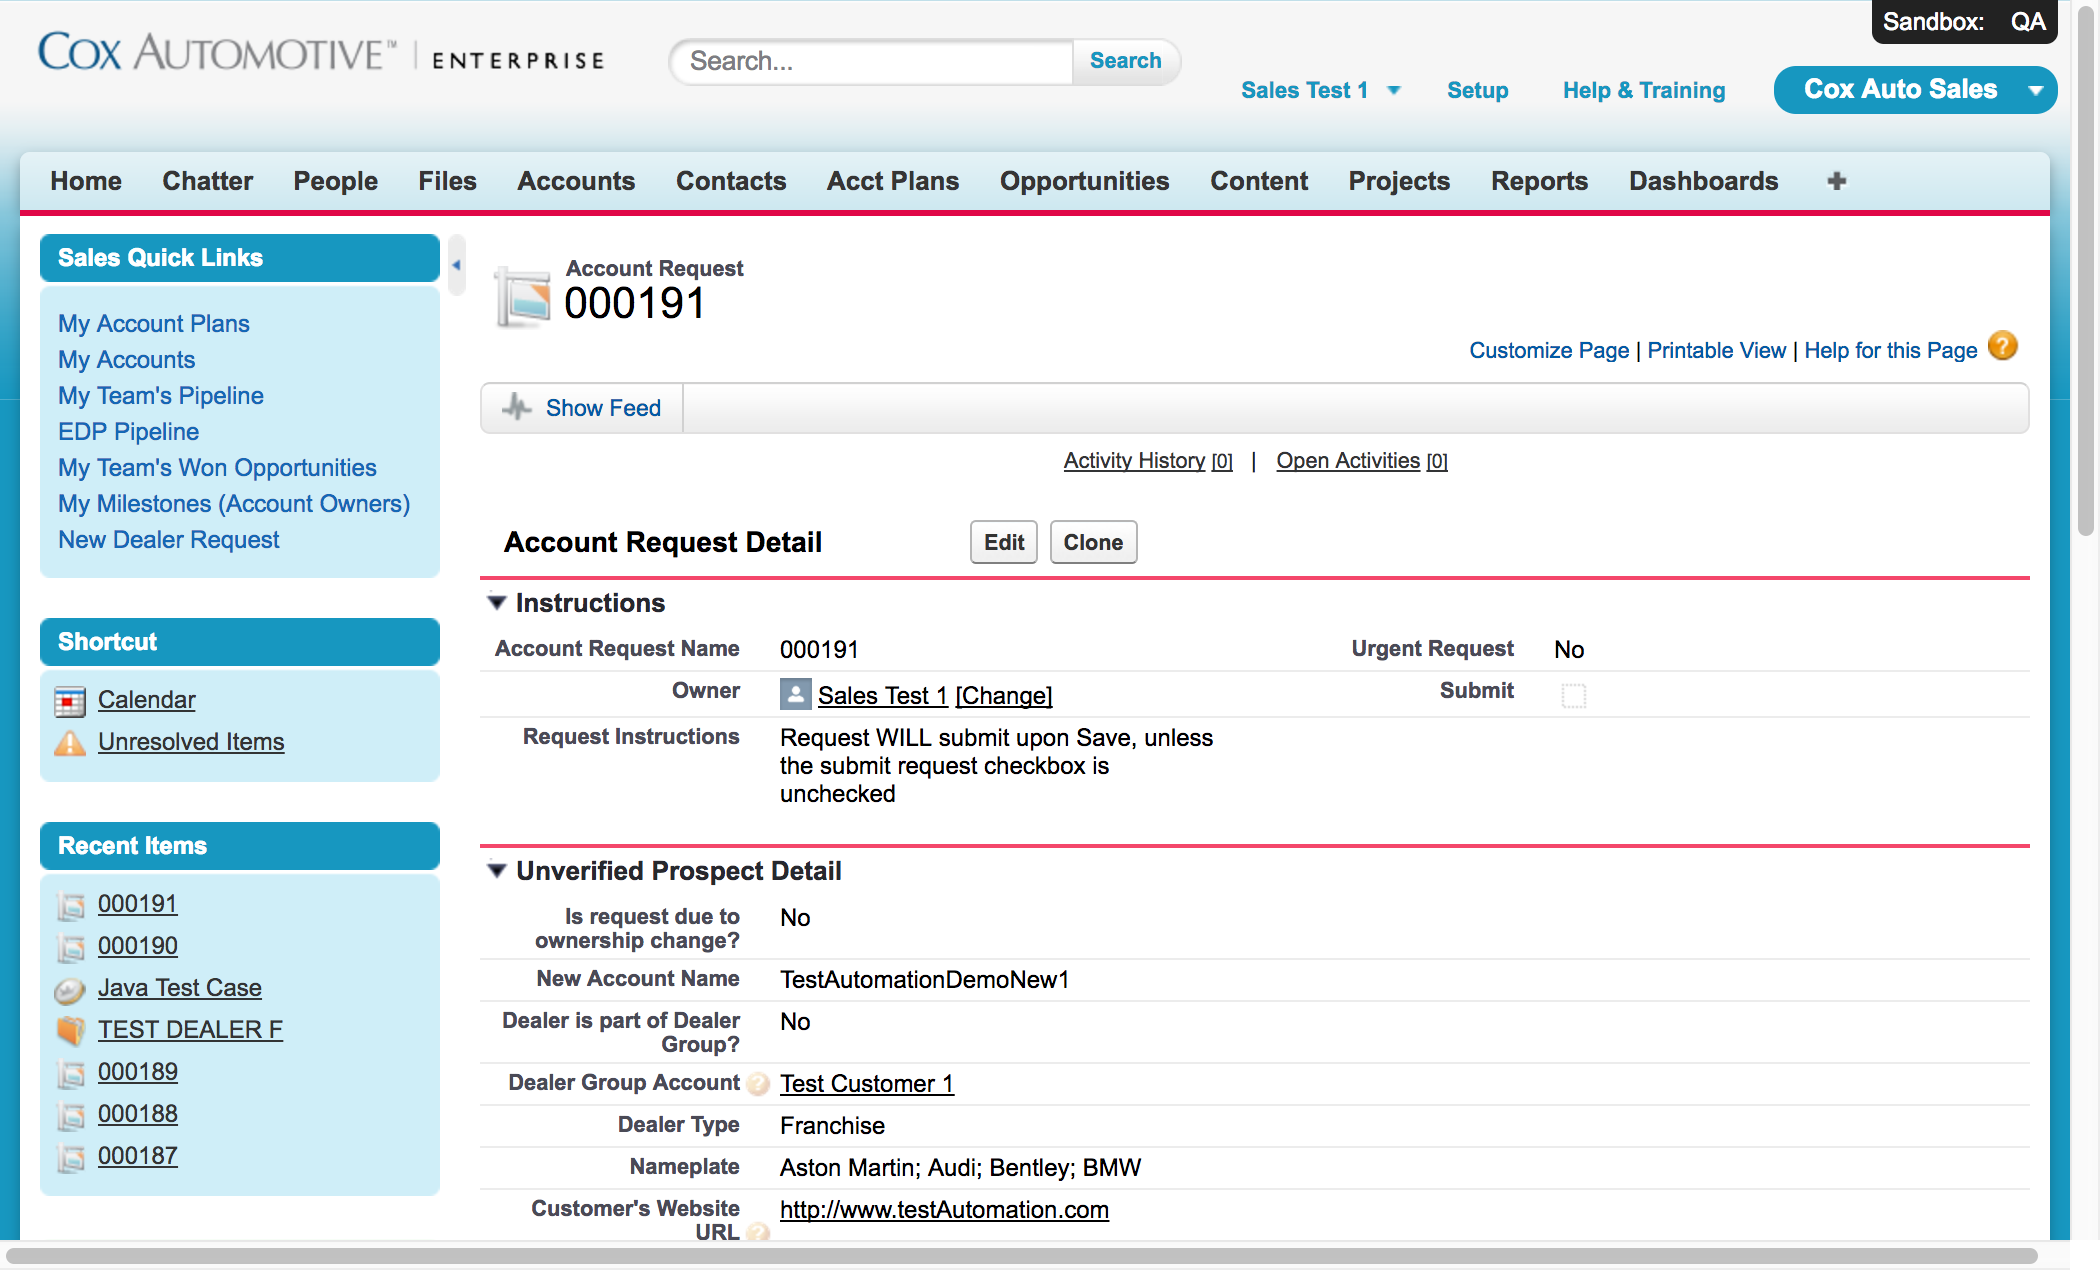 Sandbox: QA
COX AUTOMOTIVE™ | ENTERPRISE
Search...
Search
Sales Test 1
Setup
Help & Training
Cox Auto Sales
Home Chatter People Files Accounts Contacts Acct Plans Opportunities Content Projects Reports Dashboards +
Sales Quick Links
My Account Plans
My Accounts
My Team's Pipeline
EDP Pipeline
My Team's Won Opportunities
My Milestones (Account Owners)
New Dealer Request
Shortcut
Calendar
Unresolved Items
Recent Items
000191
000190
Java Test Case
TEST DEALER F
000189
000188
000187
Account Request
000191
Customize Page | Printable View | Help for this Page ?
Show Feed
Activity History [0] | Open Activities [0]
Account Request Detail
Edit
Clone
Instructions
Account Request Name 000191 Urgent Request No
Owner Sales Test 1 [Change] Submit
Request Instructions Request WILL submit upon Save, unless
the submit request checkbox is
unchecked
Unverified Prospect Detail
Is request due to No
ownership change?
New Account Name TestAutomationDemoNew1
Dealer is part of Dealer No
Group?
Dealer Group Account ? Test Customer 1
Dealer Type Franchise
Nameplate Aston Martin; Audi; Bentley; BMW
Customer's Website http://www.testAutomation.com
URL ?